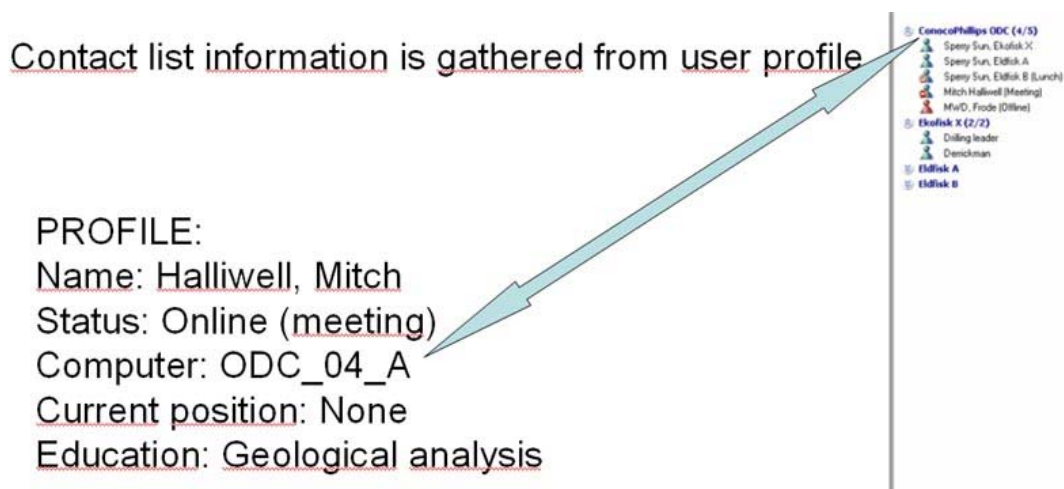 Contact list information is gathered from user profile
PROFILE:
Name: Halliwell, Mitch
Status: Online (meeting)
Computer: ODC_04_A
Current position: None
Education: Geological analysis
ConocoPhillips ODC (4/5)
Sperry Sun, Ekofisk X
Sperry Sun, Eldfisk A
Sperry Sun, Eldfisk B (Lunch)
Mitch Halliwell (Meeting)
MWD, Frode (Offline)
Ekofisk X (2/2)
Drilling leader
Derrickman
Eldfisk A
Eldfisk B